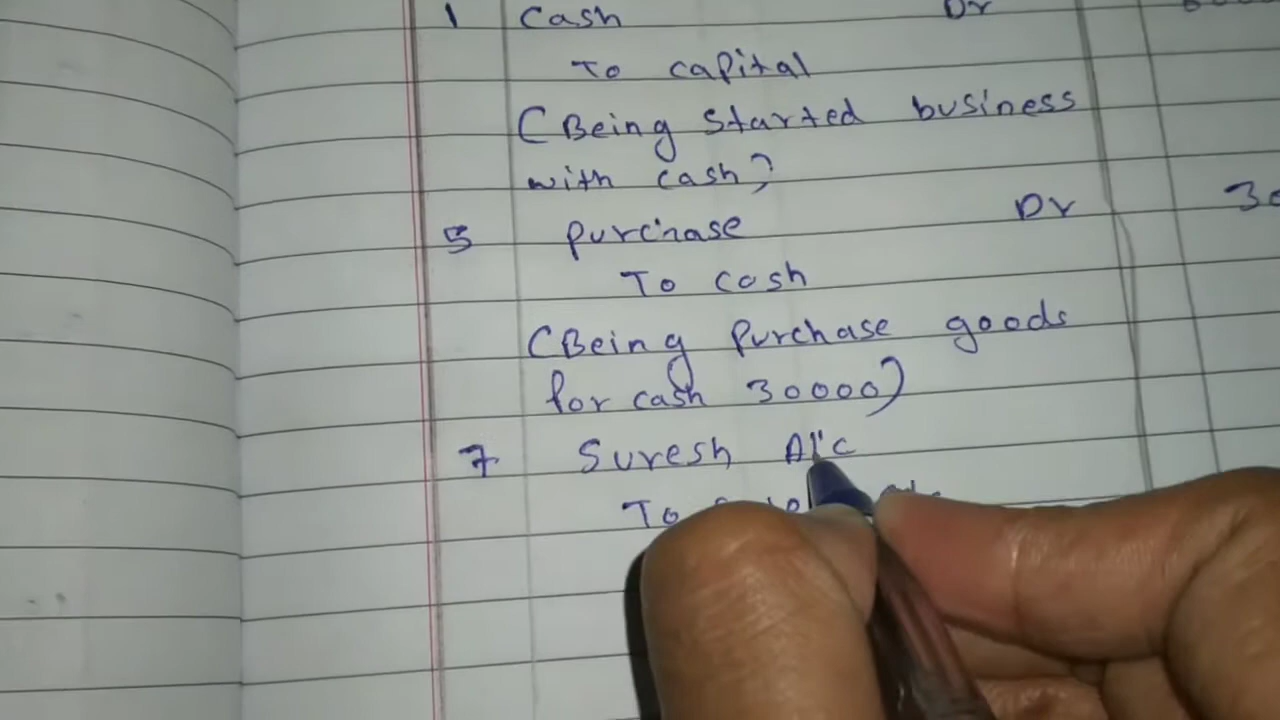 1 Cash Dr
To capital
(Being started business
with cash)
5 purchase Dr 30
To cash
(Being purchase goods
for cash 30000)
7 Suresh A/c
To